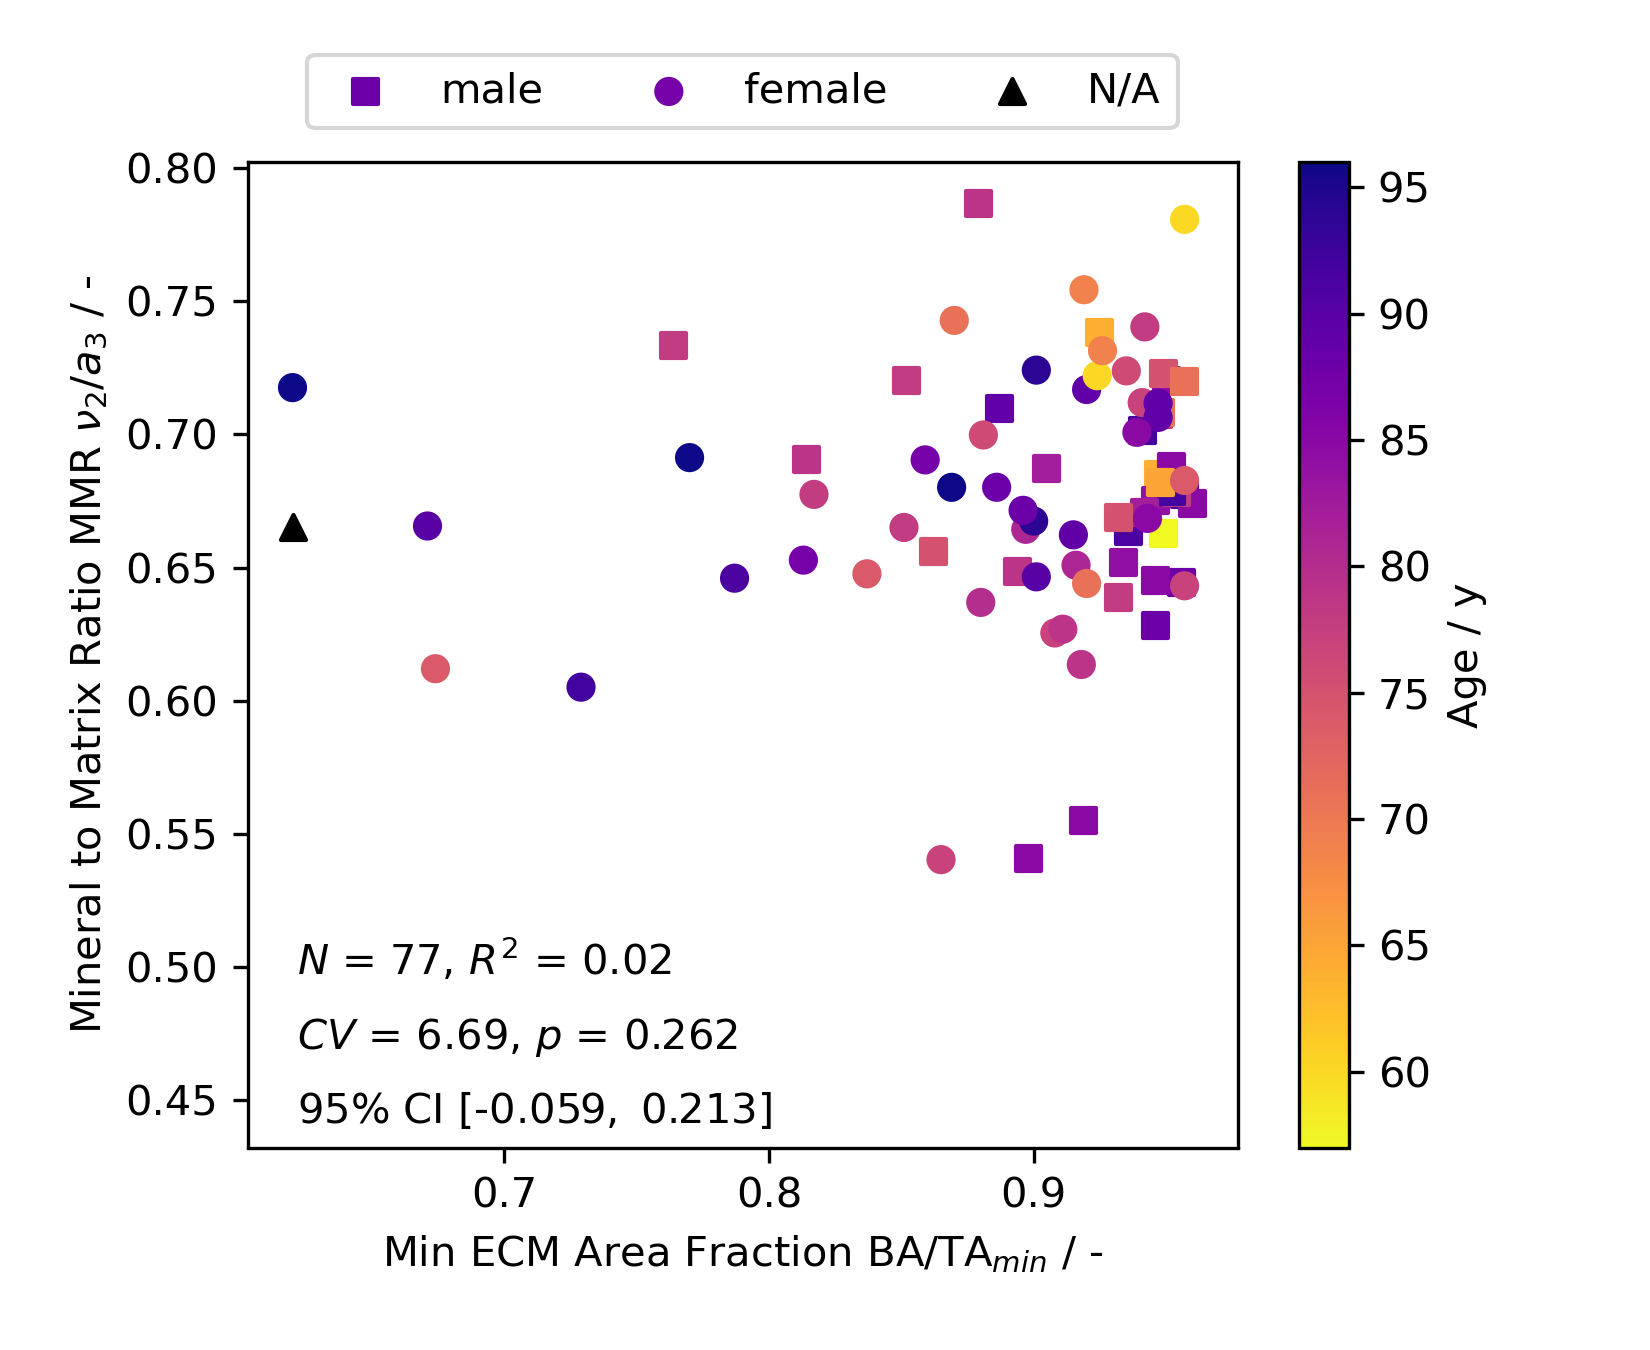 male female N/A
0.80
0.75
0.70
0.65
0.60
0.55
0.50
0.45
Mineral to Matrix Ratio MMR ν₂/a₃ / -
N = 77, R² = 0.02
CV = 6.69, p = 0.262
95% CI [-0.059, 0.213]
0.7 0.8 0.9
Min ECM Area Fraction BA/TAmin / -
95
90
85
80
75
70
65
60
Age / y